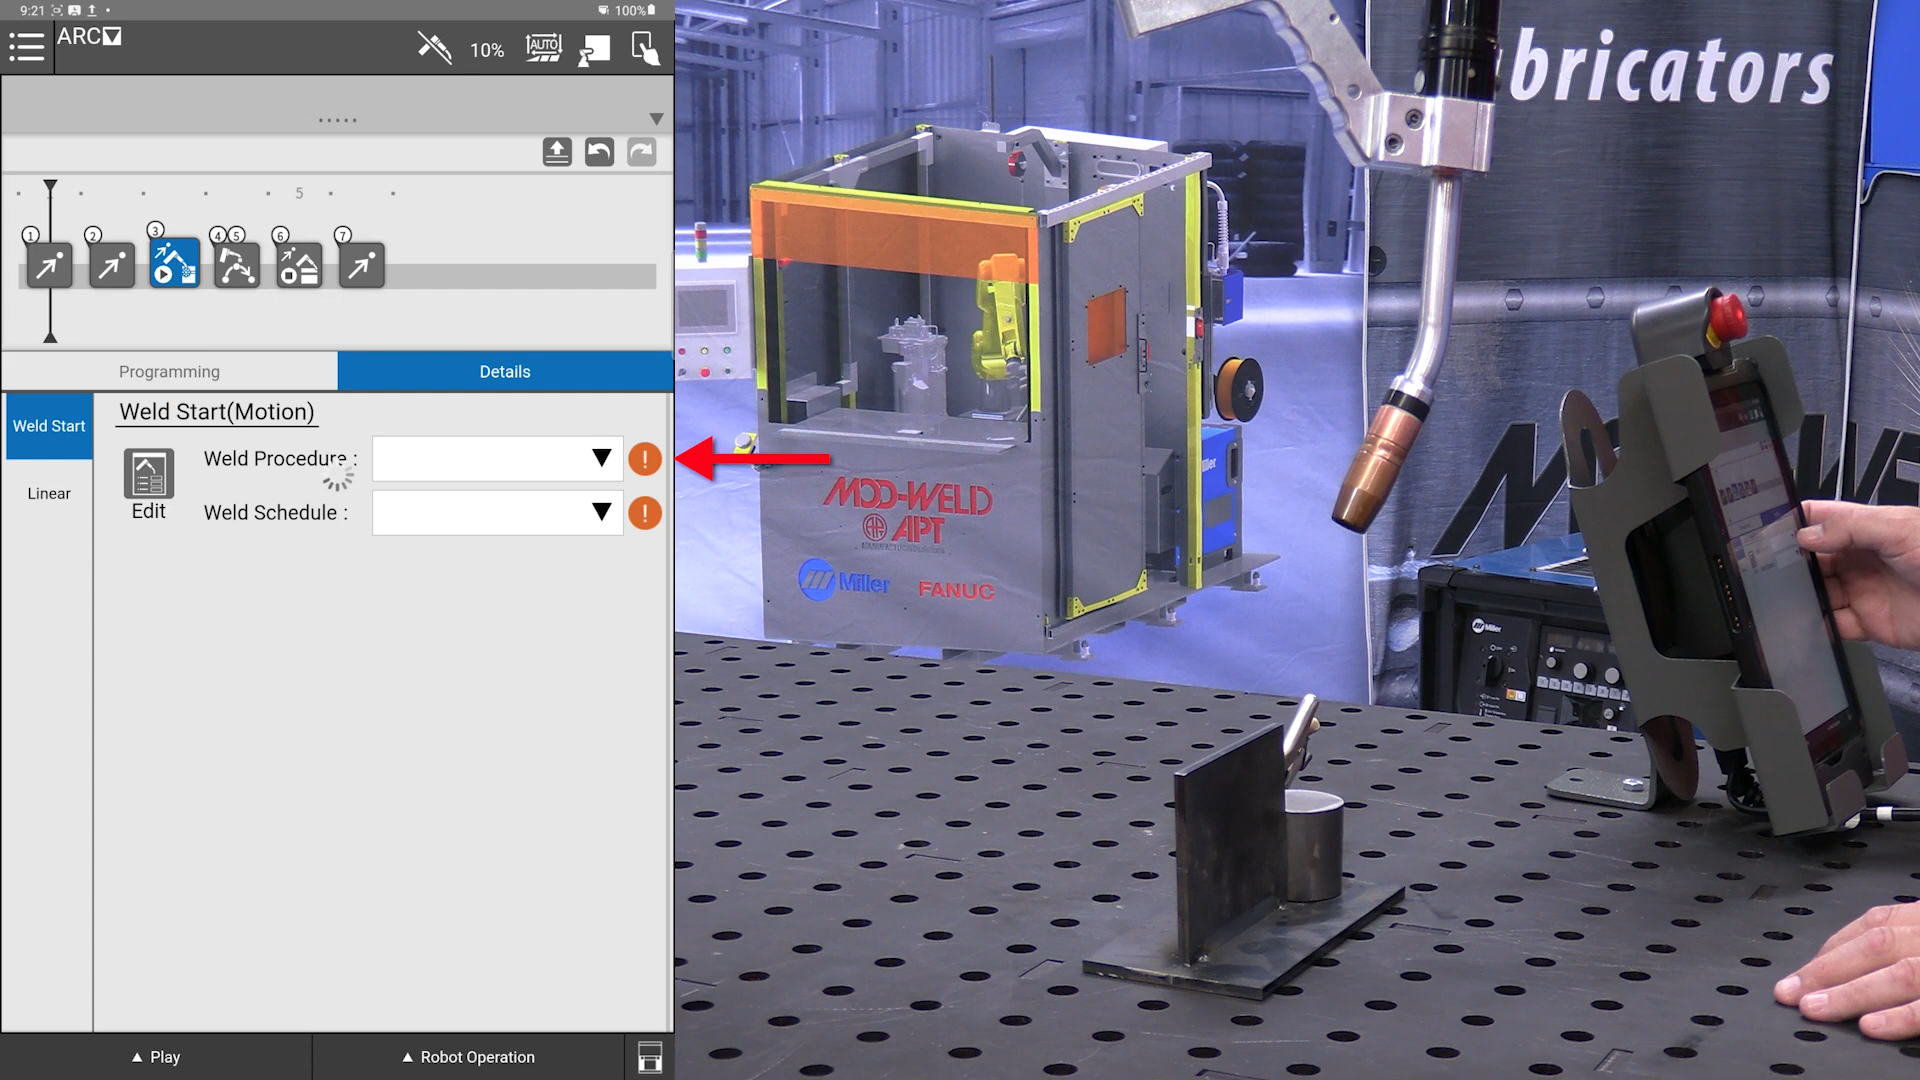 9:21
100%
ARC
10%
AUTO
5
1
2
3
4
5
6
7
Programming
Details
Weld Start
Weld Start(Motion)
Weld Procedure :
Edit
Weld Schedule :
Linear
Play
Robot Operation
bricators
MOD-WELD
APT
Miller
FANUC
Miller